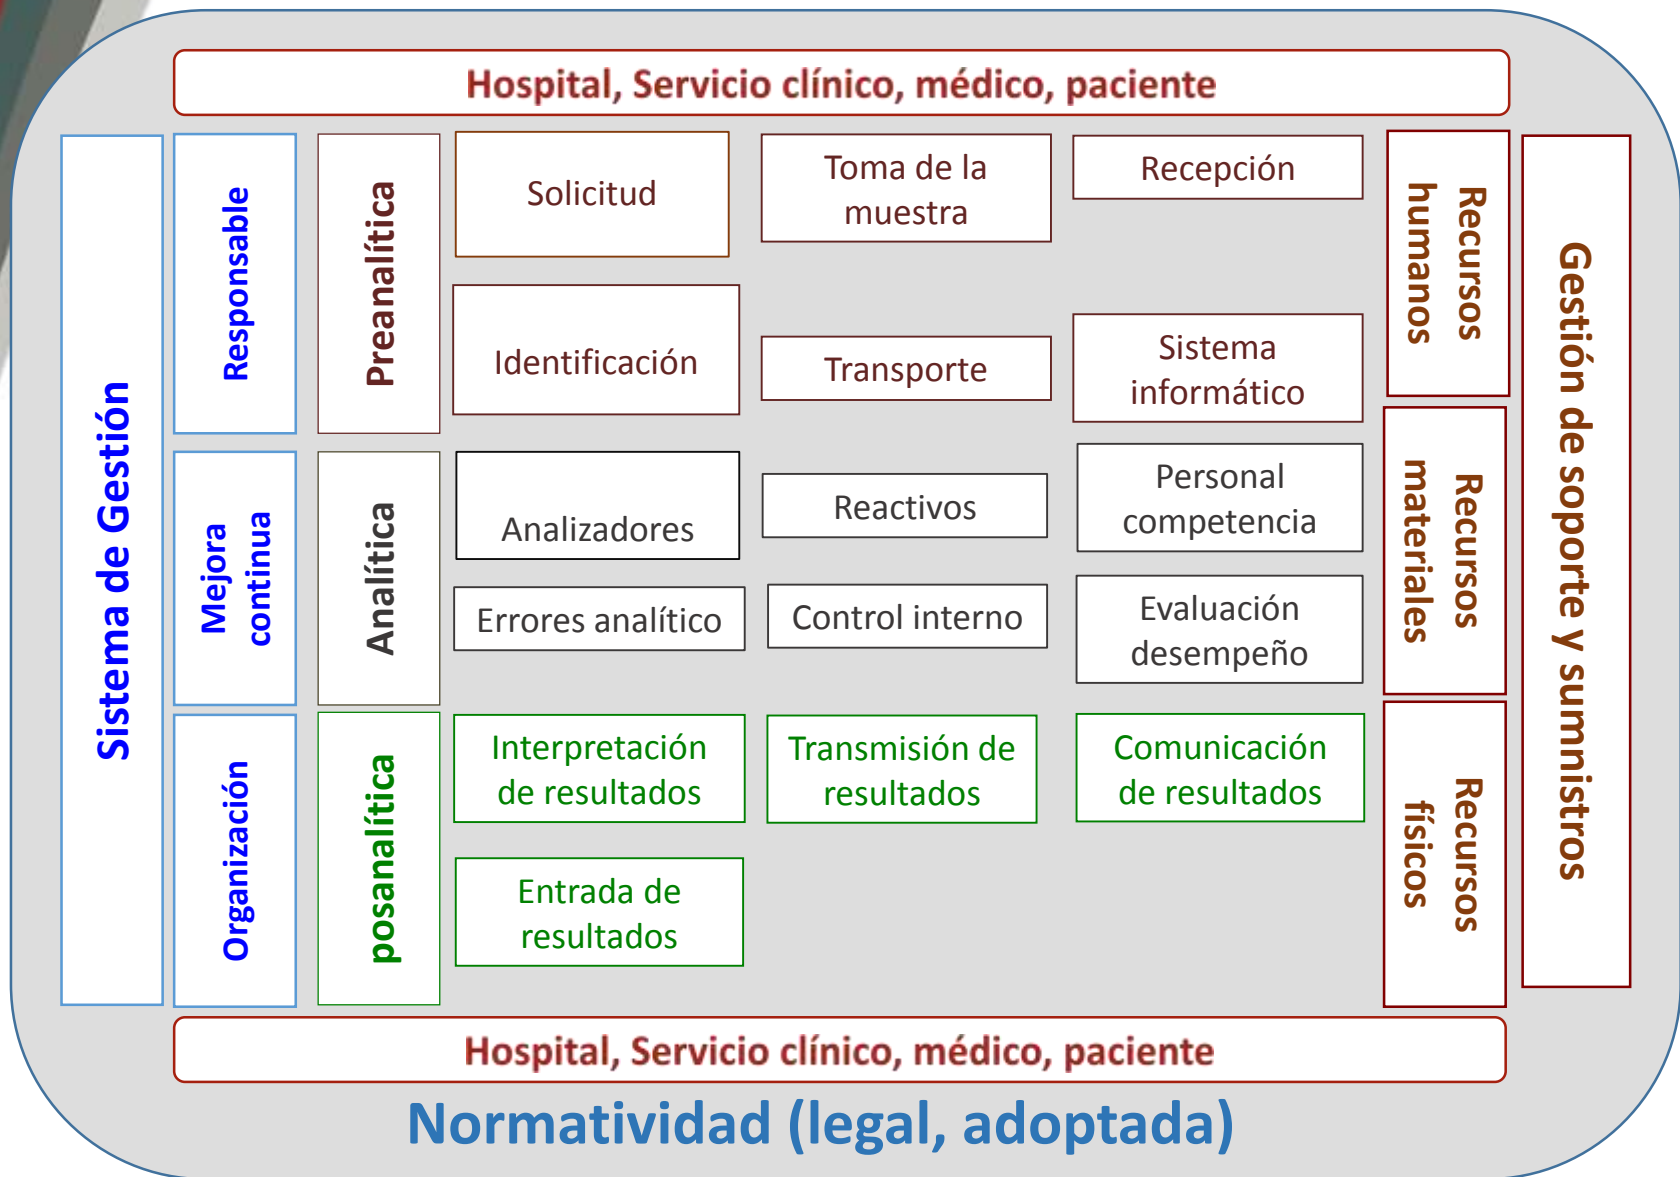 Hospital, Servicio clínico, médico, paciente
Sistema de Gestión
Responsable
Mejora
continua
Organización
Preanalítica
Solicitud
Toma de la
muestra
Recepción
Identificación
Transporte
Sistema
informático
Analítica
Analizadores
Reactivos
Personal
competencia
Errores analítico
Control interno
Evaluación
desempeño
posanalítica
Interpretación
de resultados
Transmisión de
resultados
Comunicación
de resultados
Entrada de
resultados
Recursos
humanos
Recursos
materiales
Recursos
físicos
Gestión de soporte y sumnistros
Hospital, Servicio clínico, médico, paciente
Normatividad (legal, adoptada)